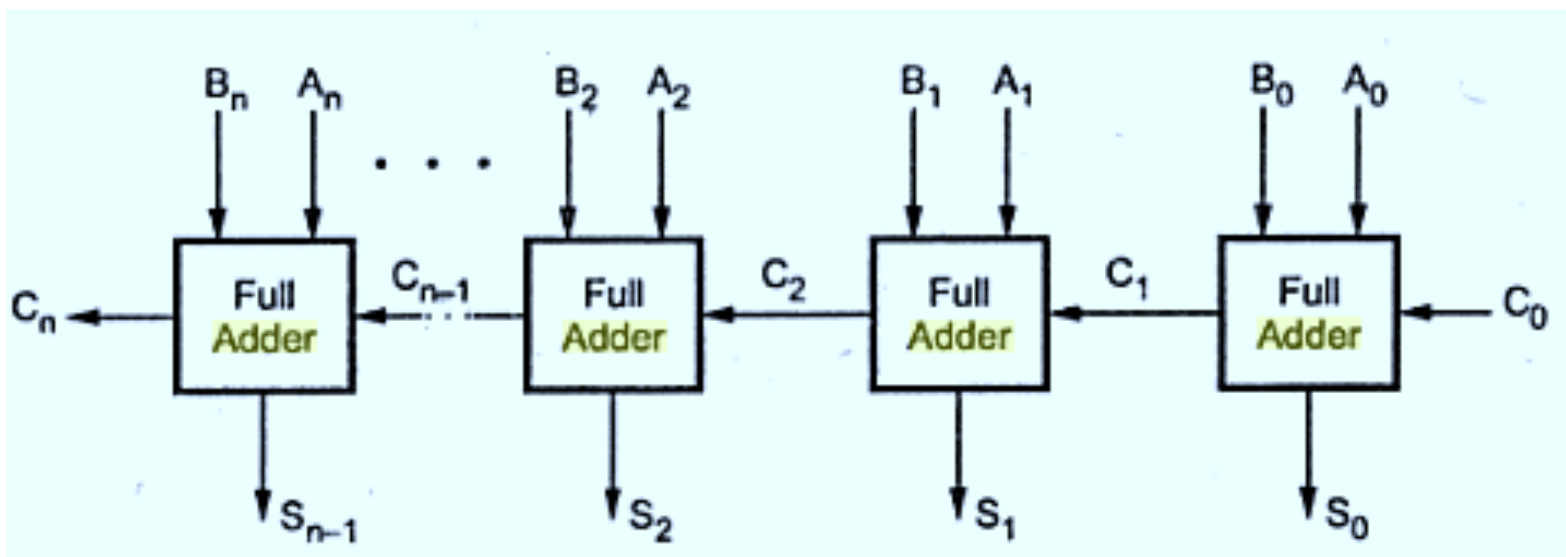 Bₙ Aₙ . . . B₂ A₂ B₁ A₁ B₀ A₀
Cₙ Full Adder Cₙ₋₁ Full Adder C₂ Full Adder C₁ Full Adder C₀
Sₙ₋₁ S₂ S₁ S₀